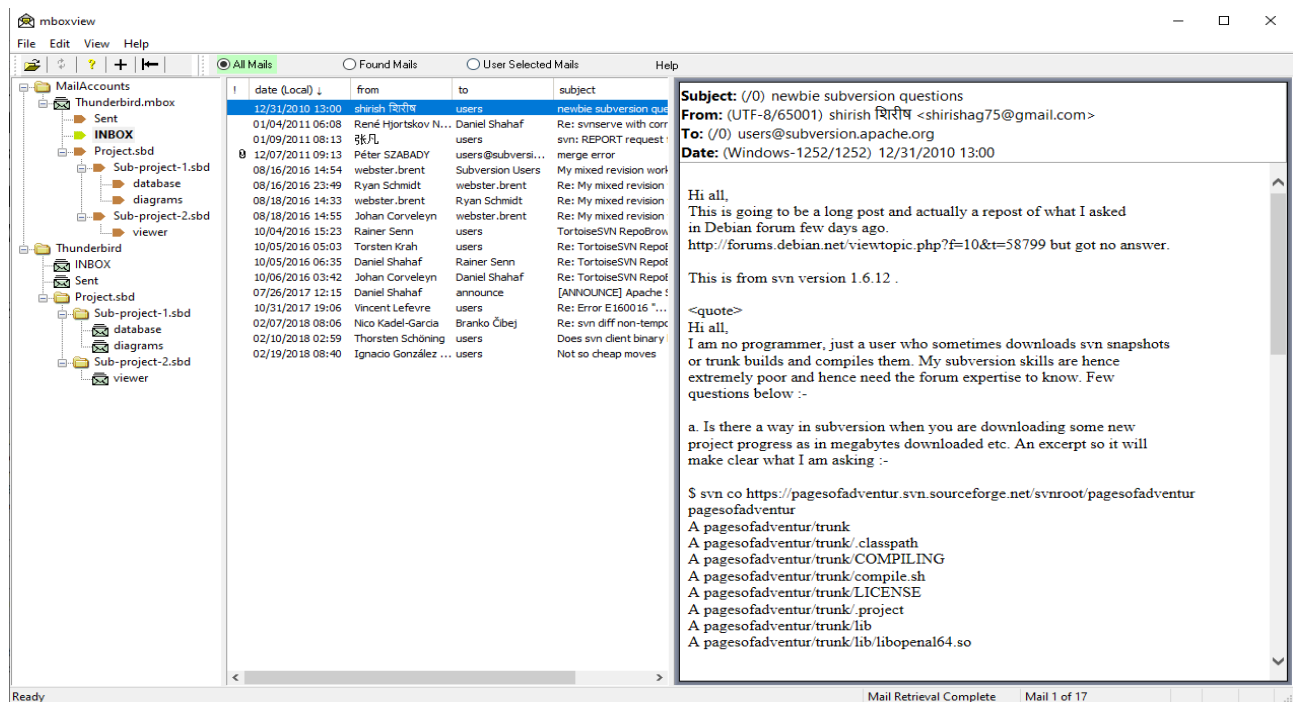 mboxview
File Edit View Help
All Mails Found Mails User Selected Mails Help
MailAccounts
Thunderbird.mbox
Sent
INBOX
Project.sbd
Sub-project-1.sbd
database
diagrams
Sub-project-2.sbd
viewer
Thunderbird
INBOX
Sent
Project.sbd
Sub-project-1.sbd
database
diagrams
Sub-project-2.sbd
viewer
! date (Local) ↓ from to subject
12/31/2010 13:00 shirish शिरीष users newbie subversion que
01/04/2011 06:08 René Hjortskov N... Daniel Shahaf Re: svnserve with corr
01/09/2011 08:13 张凡 users svn: REPORT request
12/07/2011 09:13 Péter SZABADY users@subversi... merge error
08/16/2016 14:54 webster.brent Subversion Users My mixed revision work
08/16/2016 23:49 Ryan Schmidt webster.brent Re: My mixed revision
08/18/2016 14:33 webster.brent Ryan Schmidt Re: My mixed revision
08/18/2016 14:55 Johan Corveleyn webster.brent Re: My mixed revision
10/04/2016 15:23 Rainer Senn users TortoiseSVN RepoBrow
10/05/2016 05:03 Torsten Krah users Re: TortoiseSVN RepoE
10/05/2016 06:35 Daniel Shahaf Rainer Senn Re: TortoiseSVN RepoE
10/06/2016 03:42 Johan Corveleyn Daniel Shahaf Re: TortoiseSVN RepoE
07/26/2017 12:15 Daniel Shahaf announce [ANNOUNCE] Apache S
10/31/2017 19:06 Vincent Lefevre users Re: Error E160016 "...
02/07/2018 08:06 Nico Kadel-Garcia Branko Čibej Re: svn diff non-tempo
02/10/2018 02:59 Thorsten Schöning users Does svn client binary
02/19/2018 08:40 Ignacio González ... users Not so cheap moves
Subject: (/0) newbie subversion questions
From: (UTF-8/65001) shirish शिरीष <shirishag75@gmail.com>
To: (/0) users@subversion.apache.org
Date: (Windows-1252/1252) 12/31/2010 13:00
Hi all,
This is going to be a long post and actually a repost of what I asked
in Debian forum few days ago.
http://forums.debian.net/viewtopic.php?f=10&t=58799 but got no answer.
This is from svn version 1.6.12 .
<quote>
Hi all,
I am no programmer, just a user who sometimes downloads svn snapshots
or trunk builds and compiles them. My subversion skills are hence
extremely poor and hence need the forum expertise to know. Few
questions below :-
a. Is there a way in subversion when you are downloading some new
project progress as in megabytes downloaded etc. An excerpt so it will
make clear what I am asking :-
$ svn co https://pagesofadventur.svn.sourceforge.net/svnroot/pagesofadventur
pagesofadventur
A pagesofadventur/trunk
A pagesofadventur/trunk/.classpath
A pagesofadventur/trunk/COMPILING
A pagesofadventur/trunk/compile.sh
A pagesofadventur/trunk/LICENSE
A pagesofadventur/trunk/.project
A pagesofadventur/trunk/lib
A pagesofadventur/trunk/lib/libopenal64.so
Ready Mail Retrieval Complete Mail 1 of 17